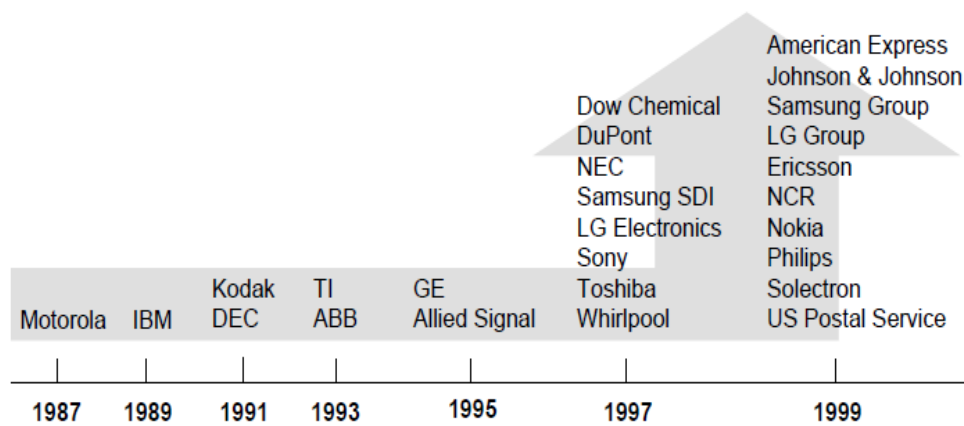 American Express
Johnson & Johnson
Dow Chemical
Samsung Group
DuPont
LG Group
NEC
Ericsson
Samsung SDI
NCR
LG Electronics
Nokia
Sony
Philips
Kodak
TI
GE
Toshiba
Solectron
Motorola
IBM
DEC
ABB
Allied Signal
Whirlpool
US Postal Service
1987
1989
1991
1993
1995
1997
1999